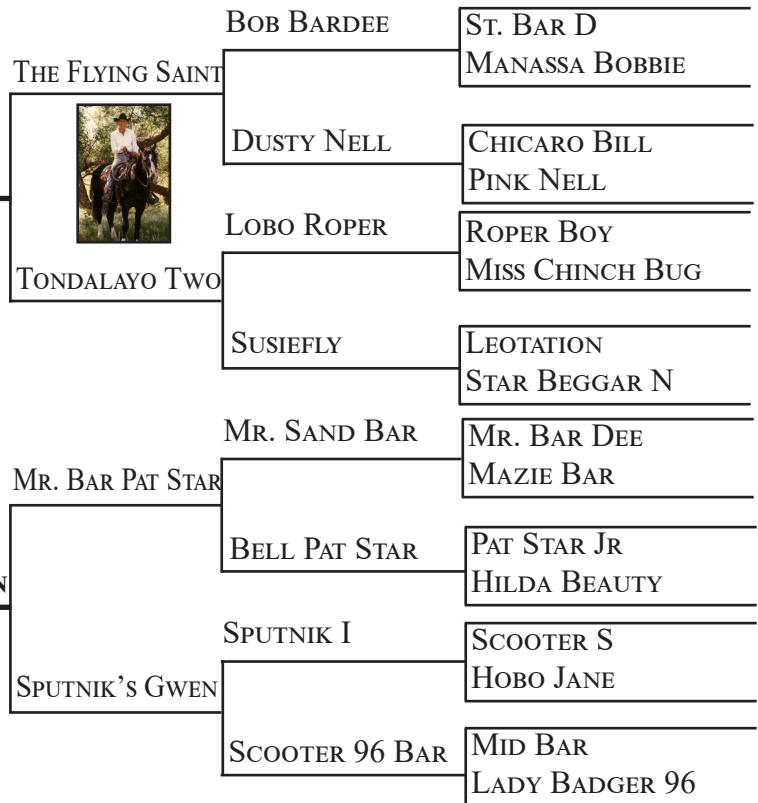 BOB BARDEE
ST. BAR D
MANASSA BOBBIE
THE FLYING SAINT
DUSTY NELL
CHICARO BILL
PINK NELL
LOBO ROPER
ROPER BOY
MISS CHINCH BUG
TONDALAYO TWO
SUSIEFLY
LEOTATION
STAR BEGGAR N
MR. SAND BAR
MR. BAR DEE
MAZIE BAR
MR. BAR PAT STAR
BELL PAT STAR
PAT STAR JR
HILDA BEAUTY
N
SPUTNIK I
SCOOTER S
HOBO JANE
SPUTNIK'S GWEN
SCOOTER 96 BAR
MID BAR
LADY BADGER 96